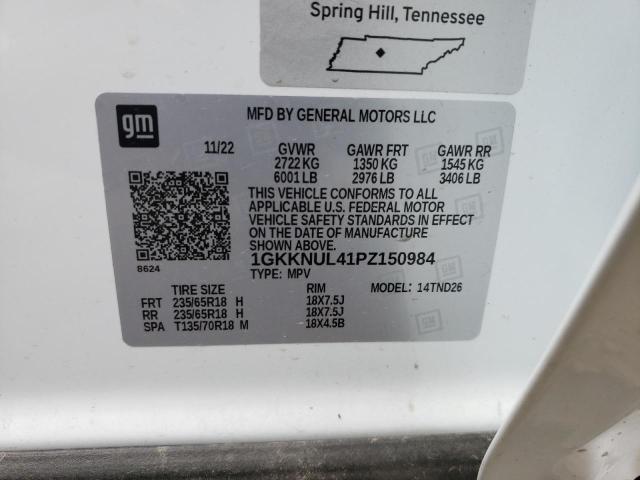 Spring Hill, Tennessee
gm
MFD BY GENERAL MOTORS LLC
11/22 GVWR GAWR FRT GAWR RR
2722 KG 1350 KG 1545 KG
6001 LB 2976 LB 3406 LB
THIS VEHICLE CONFORMS TO ALL
APPLICABLE U.S. FEDERAL MOTOR
VEHICLE SAFETY STANDARDS IN EFFECT
ON THE DATE OF MANUFACTURE
SHOWN ABOVE.
8624
1GKKNUL41PZ150984
TYPE: MPV MODEL: 14TND26
TIRE SIZE RIM
FRT 235/65R18 H 18X7.5J
RR 235/65R18 H 18X7.5J
SPA T135/70R18 M 18X4.5B